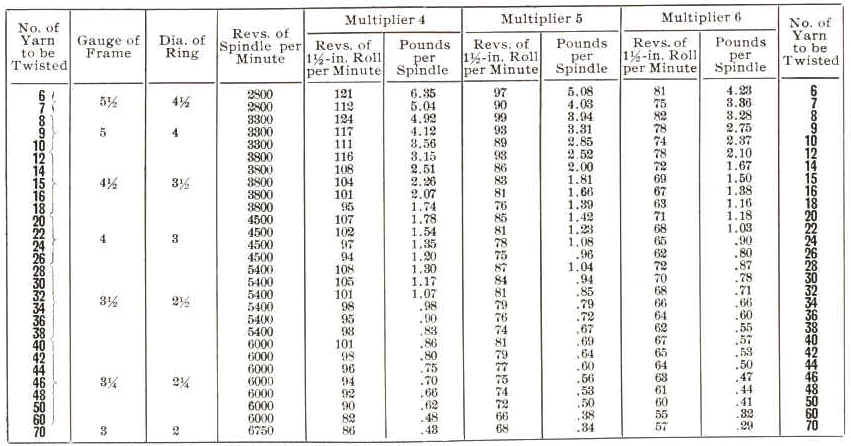 No. of Yarn to be Twisted | Gauge of Frame | Dia. of Ring | Revs. of Spindle per Minute | Multiplier 4 | Multiplier 5 | Multiplier 6 | No. of Yarn to be Twisted
Revs. of 1½-in. Roll per Minute | Pounds per Spindle | Revs. of 1½-in. Roll per Minute | Pounds per Spindle | Revs. of 1½-in. Roll per Minute | Pounds per Spindle
6 5½ 4½ 2800 121 6.35 97 5.08 81 4.23 6
7 2800 112 5.04 90 4.03 75 3.36 7
8 3300 124 4.92 99 3.94 82 3.28 8
9 5 4 3300 117 4.12 93 3.31 78 2.75 9
10 3300 111 3.56 89 2.85 74 2.37 10
12 3800 116 3.15 93 2.52 78 2.10 12
14 3800 108 2.51 86 2.00 72 1.67 14
15 4½ 3½ 3800 104 2.26 83 1.81 69 1.50 15
16 3800 101 2.07 81 1.66 67 1.38 16
18 3800 95 1.74 76 1.39 63 1.16 18
20 4500 107 1.78 85 1.42 71 1.18 20
22 4 3 4500 102 1.54 81 1.23 68 1.03 22
24 4500 97 1.35 78 1.08 65 .90 24
26 4500 94 1.20 75 .96 62 .80 26
28 5400 108 1.30 87 1.04 72 .87 28
30 5400 105 1.17 84 .94 70 .78 30
32 3½ 2½ 5400 101 1.07 81 .85 68 .71 32
34 5400 98 .98 79 .79 66 .66 34
36 5400 95 .90 76 .72 64 .60 36
38 5400 93 .83 74 .67 62 .55 38
40 6000 101 .86 81 .69 67 .57 40
42 6000 98 .80 79 .64 65 .53 42
44 6000 96 .75 77 .60 64 .50 44
46 3¼ 2¼ 6000 94 .70 75 .56 63 .47 46
48 6000 92 .66 74 .53 61 .44 48
50 6000 90 .62 72 .50 60 .41 50
60 6000 82 .48 66 .38 55 .32 60
70 3 2 6750 86 .43 68 .34 57 .29 70